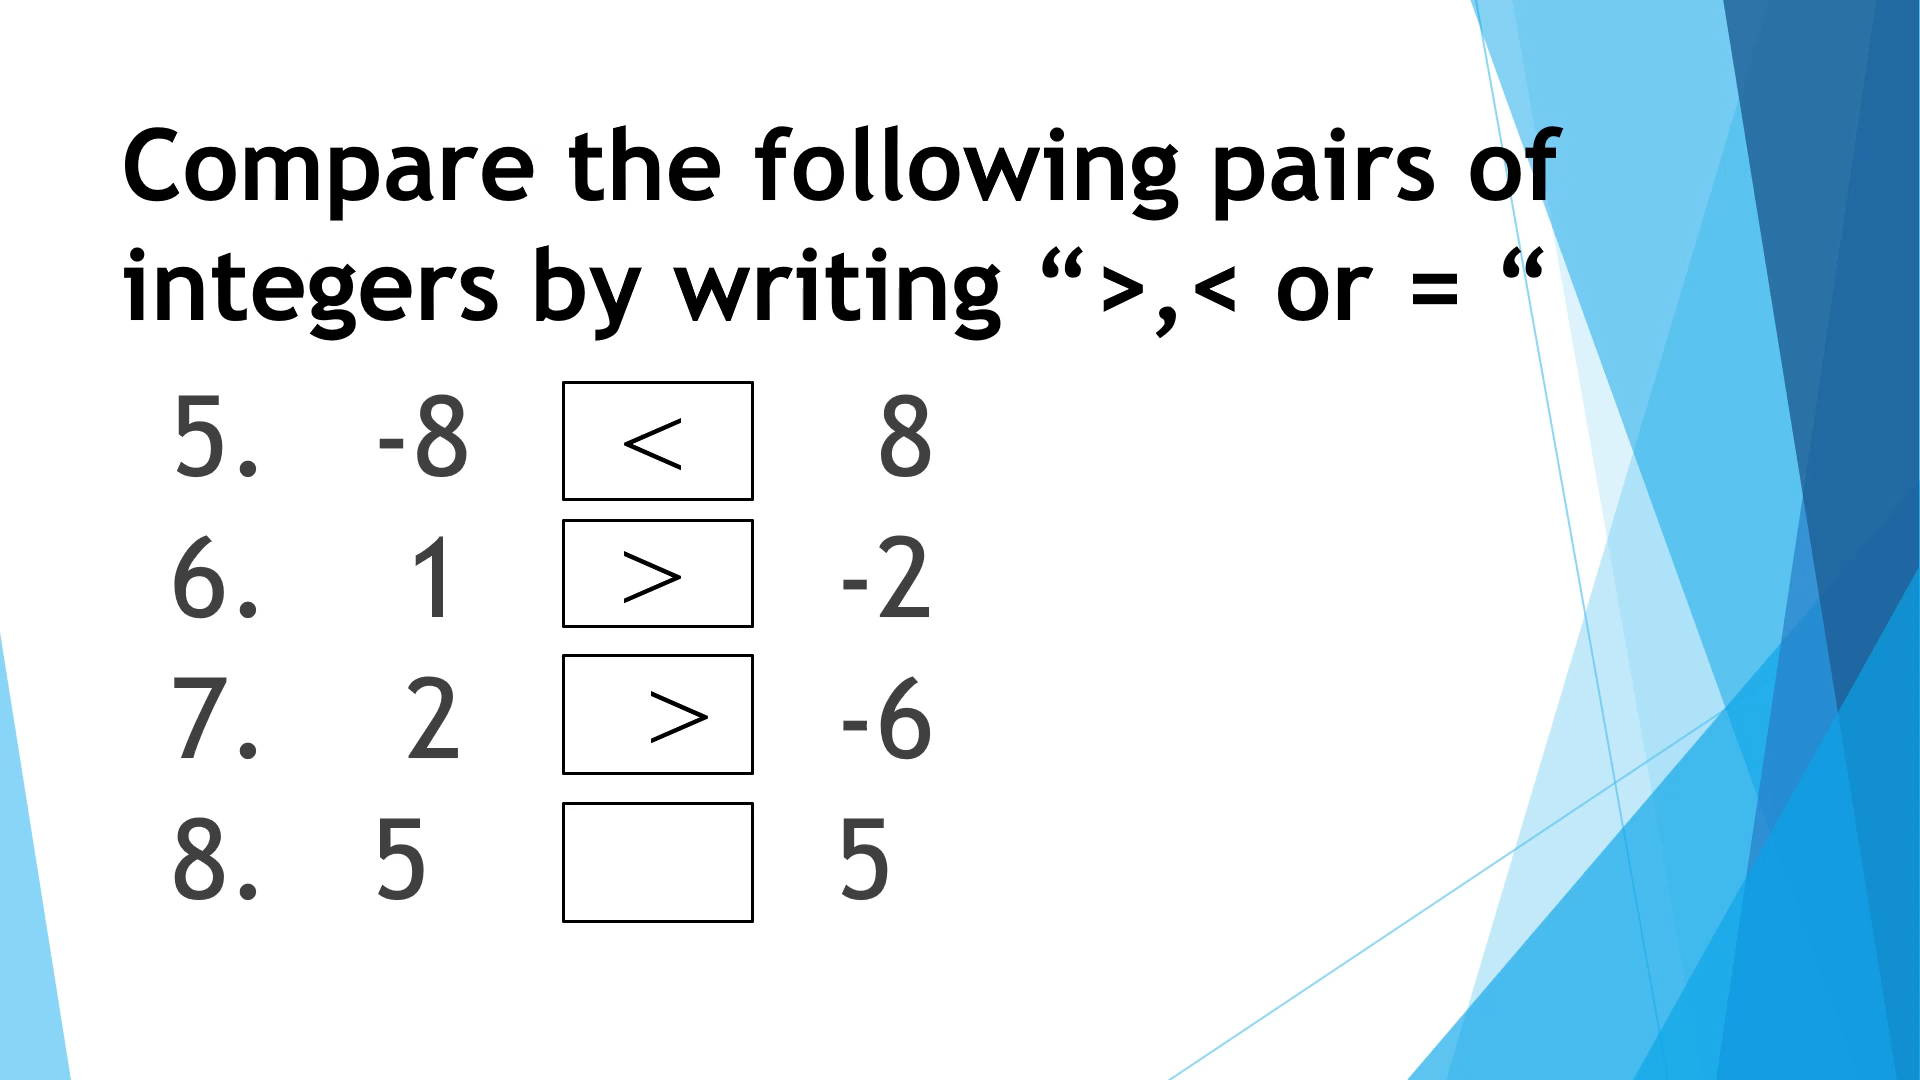 Compare the following pairs of
integers by writing “>,< or = “
5. -8 < 8
6. 1 > -2
7. 2 > -6
8. 5 5